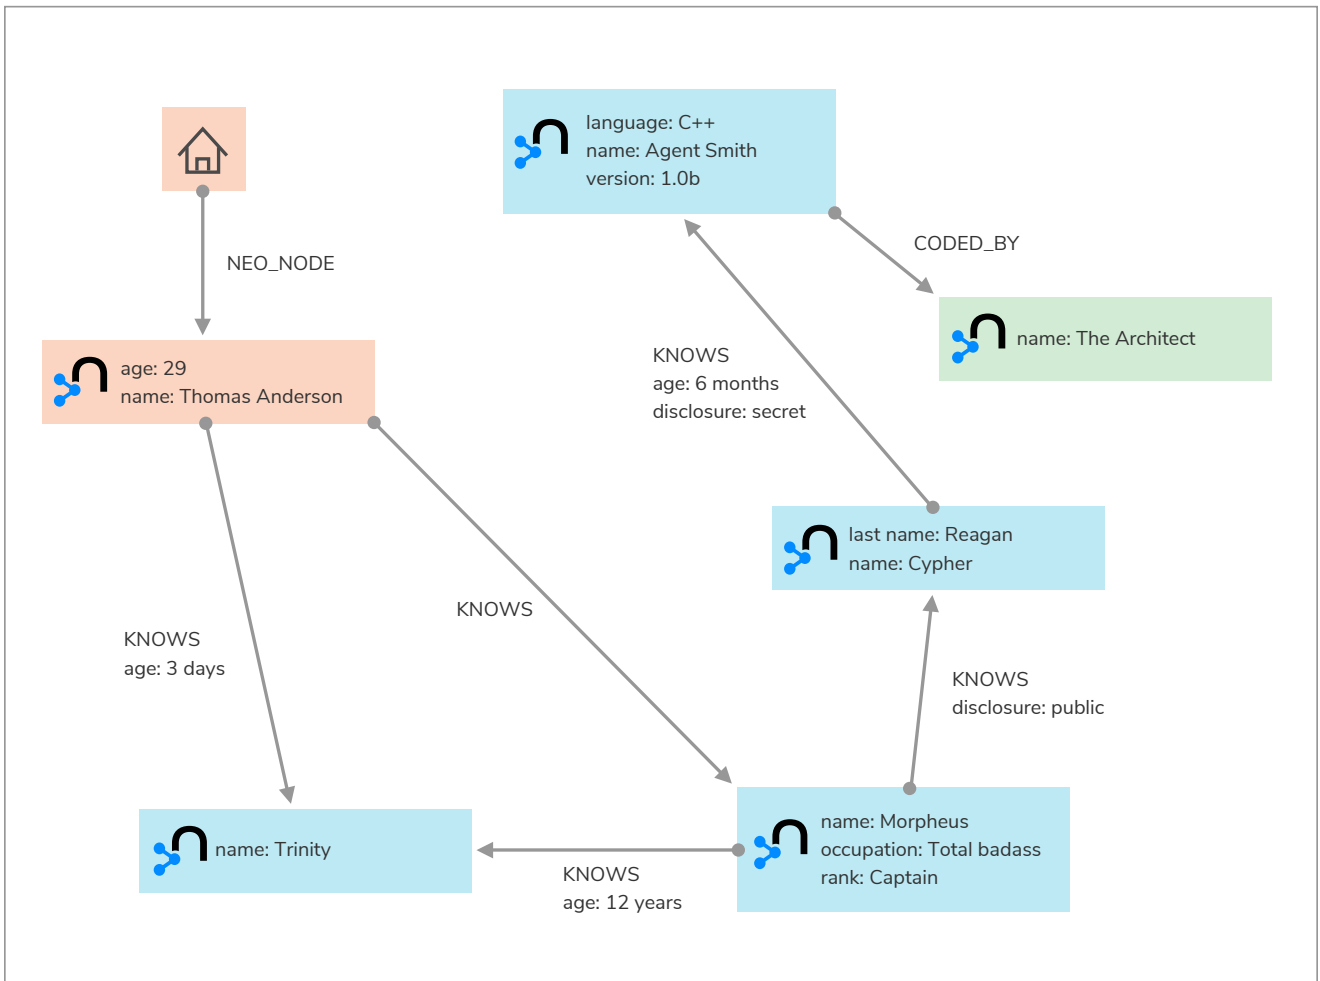 language: C++
name: Agent Smith
version: 1.0b
CODED_BY
NEO_NODE
name: The Architect
age: 29
name: Thomas Anderson
KNOWS
age: 6 months
disclosure: secret
last name: Reagan
name: Cypher
KNOWS
KNOWS
age: 3 days
KNOWS
disclosure: public
name: Trinity
name: Morpheus
occupation: Total badass
rank: Captain
KNOWS
age: 12 years